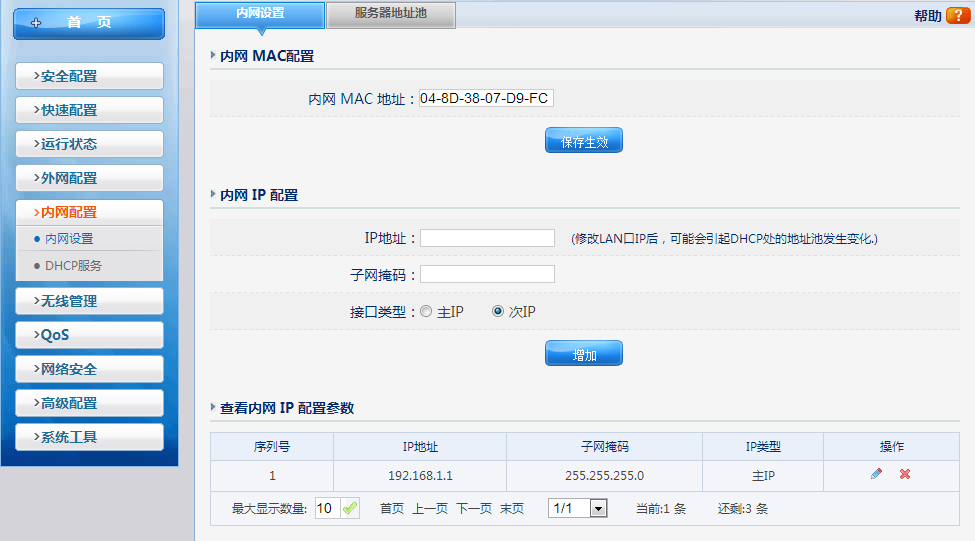 首 页
安全配置
快速配置
运行状态
外网配置
内网配置
内网设置
DHCP服务
无线管理
QoS
网络安全
高级配置
系统工具
内网设置 服务器地址池 帮助 ?
内网 MAC配置
内网 MAC 地址：04-8D-38-07-D9-FC
保存生效
内网 IP 配置
IP地址： (修改LAN口IP后，可能会引起DHCP处的地址池发生变化.)
子网掩码：
接口类型： 主IP 次IP
增加
查看内网 IP 配置参数
序列号 IP地址 子网掩码 IP类型 操作
1 192.168.1.1 255.255.255.0 主IP
最大显示数量: 10 首页 上一页 下一页 末页 1/1 当前:1 条 还剩:3 条